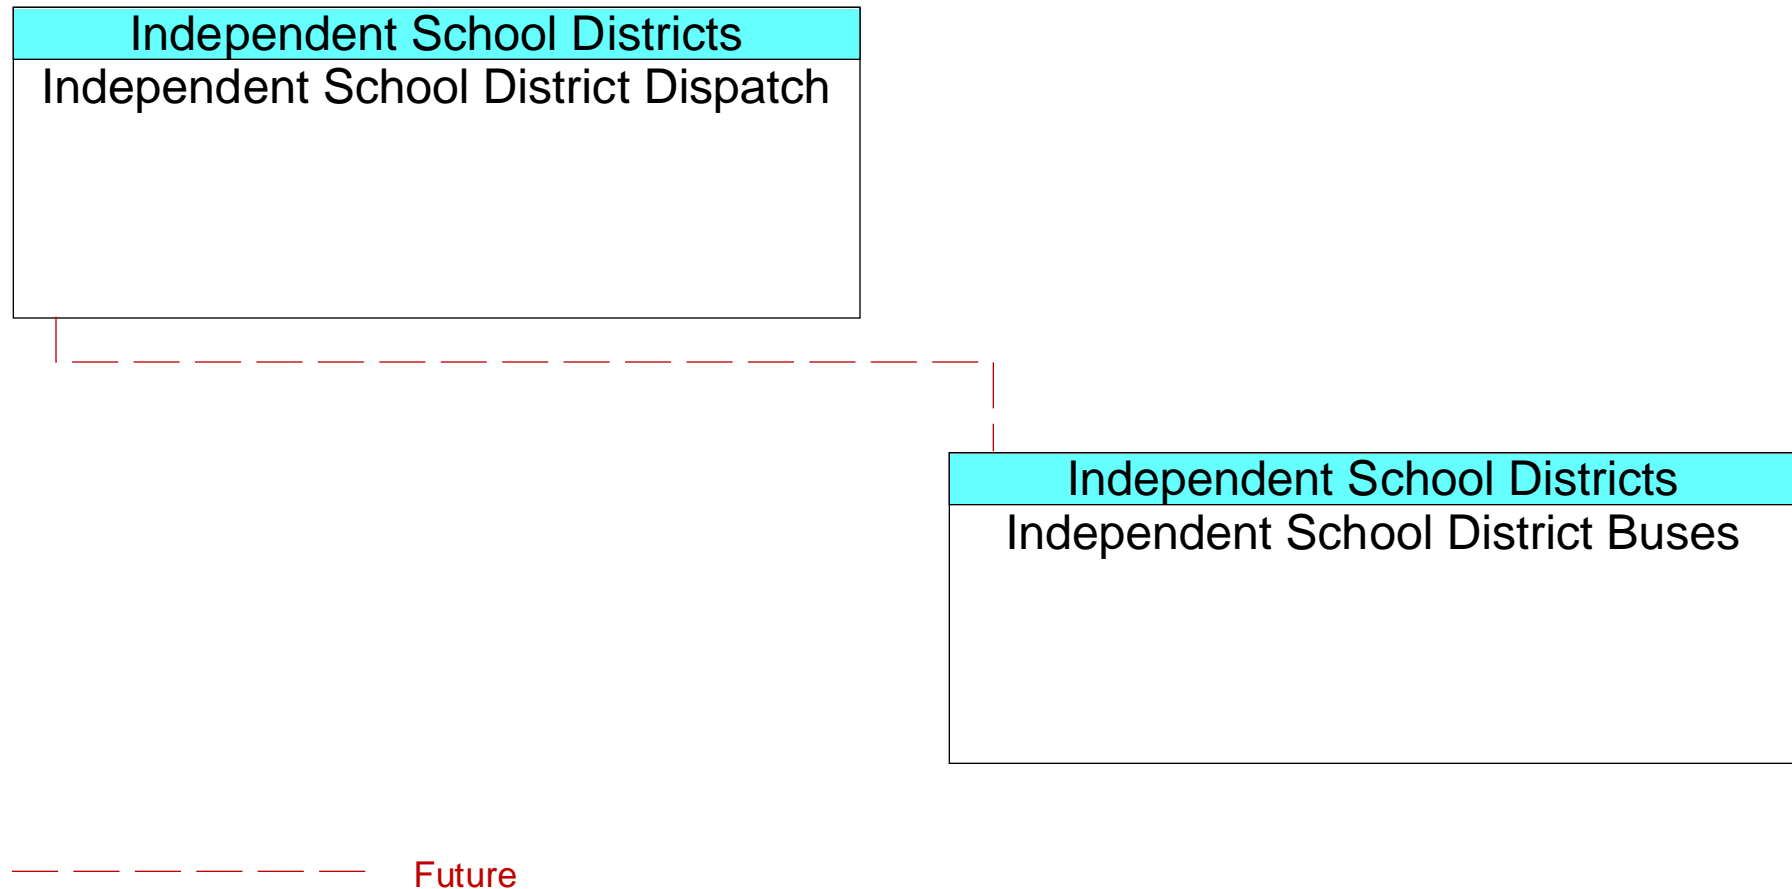 Independent School Districts
Independent School District Dispatch
Independent School Districts
Independent School District Buses
Future